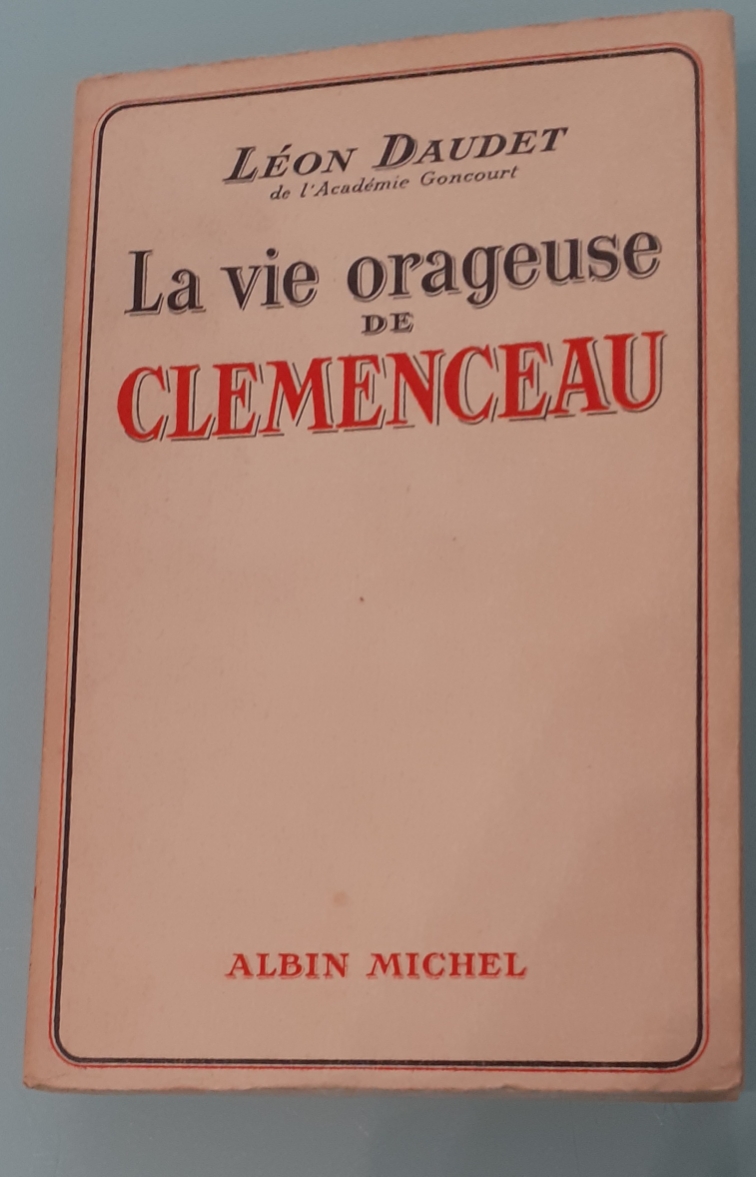 LÉON DAUDET
de l'Académie Goncourt
La vie orageuse
DE
CLEMENCEAU
ALBIN MICHEL